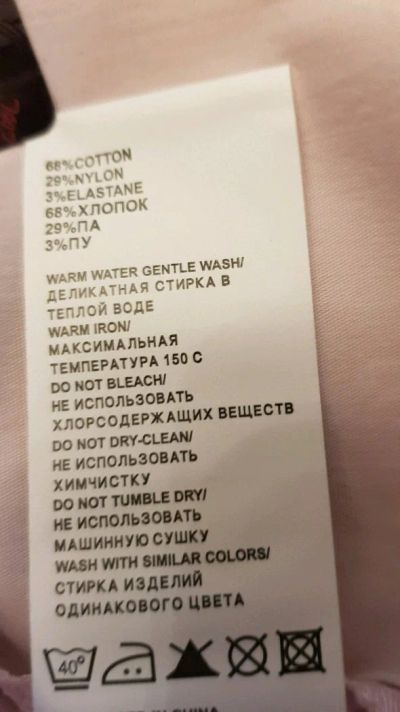 68%COTTON
29%NYLON
3%ELASTANE
68%ХЛОПОК
29%ПА
3%ПУ
WARM WATER GENTLE WASH/
ДЕЛИКАТНАЯ СТИРКА В
ТЕПЛОЙ ВОДЕ
WARM IRON/
МАКСИМАЛЬНАЯ
ТЕМПЕРАТУРА 150 С
DO NOT BLEACH/
НЕ ИСПОЛЬЗОВАТЬ
ХЛОРСОДЕРЖАЩИХ ВЕЩЕСТВ
DO NOT DRY-CLEAN/
НЕ ИСПОЛЬЗОВАТЬ
ХИМЧИСТКУ
DO NOT TUMBLE DRY/
НЕ ИСПОЛЬЗОВАТЬ
МАШИННУЮ СУШКУ
WASH WITH SIMILAR COLORS/
СТИРКА ИЗДЕЛИЙ
ОДИНАКОВОГО ЦВЕТА
40°